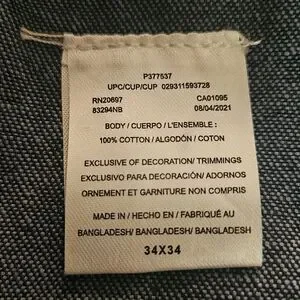 P377537
UPC/CUP/CUP 029311593728
RN20697 CA01095
83294NB 08/04/2021
BODY / CUERPO / L'ENSEMBLE :
100% COTTON / ALGODÓN / COTON
EXCLUSIVE OF DECORATION/ TRIMMINGS
EXCLUSIVO PARA DECORACIÓN/ ADORNOS
ORNEMENT ET GARNITURE NON COMPRIS
MADE IN / HECHO EN / FABRIQUÉ AU
BANGLADESH/ BANGLADESH/ BANGLADESH
34X34